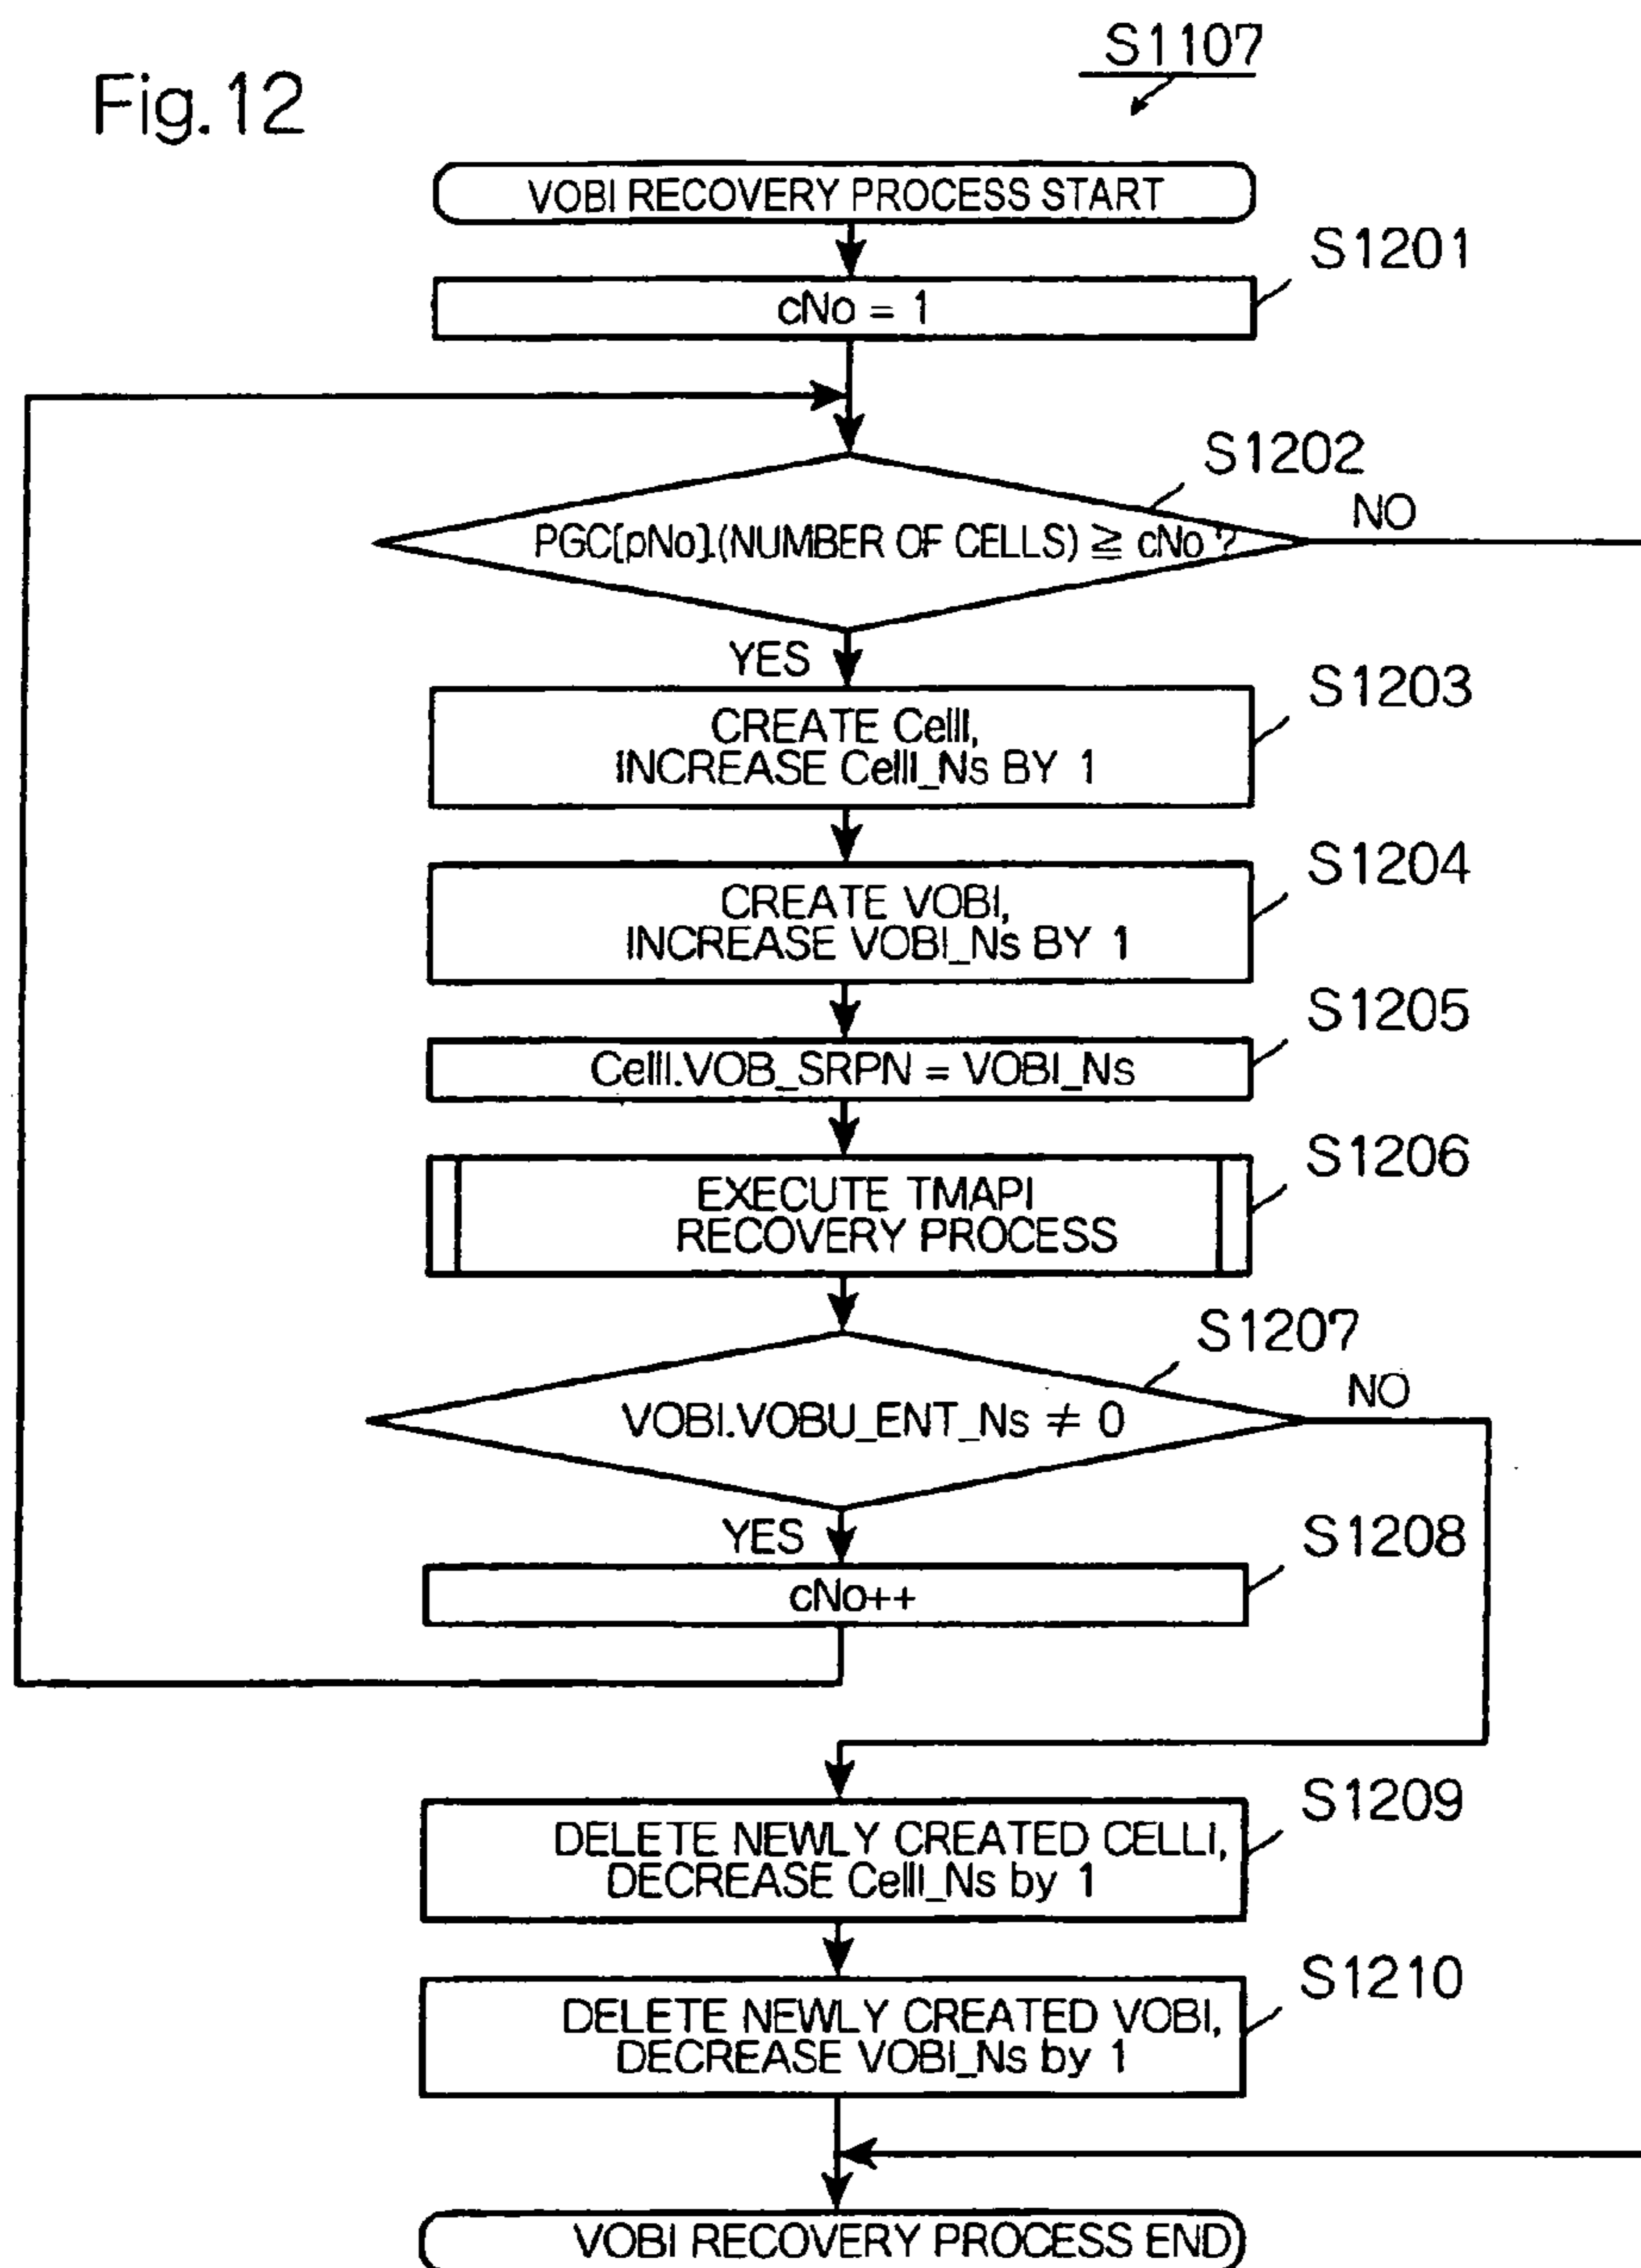 Fig.12
S1107
VOBI RECOVERY PROCESS START
S1201
cNo = 1
S1202
NO
PGC[pNo].(NUMBER OF CELLS) ≧ cNo ?
YES
S1203
CREATE CellI,
INCREASE CellI_Ns BY 1
S1204
CREATE VOBI,
INCREASE VOBI_Ns BY 1
S1205
CellI.VOB_SRPN = VOBI_Ns
S1206
EXECUTE TMAPI
RECOVERY PROCESS
S1207
NO
VOBI.VOBU_ENT_Ns ≠ 0
YES
S1208
cNo++
S1209
DELETE NEWLY CREATED CELLI,
DECREASE CellI_Ns by 1
S1210
DELETE NEWLY CREATED VOBI,
DECREASE VOBI_Ns by 1
VOBI RECOVERY PROCESS END